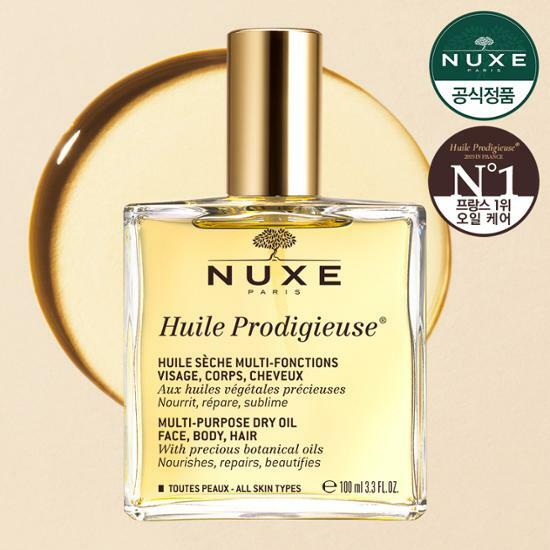 NUXE
PARIS
공식정품
Huile Prodigieuse®
2019 IN FRANCE
N°1
프랑스 1위
오일 케어
NUXE
PARIS
Huile Prodigieuse®
HUILE SÈCHE MULTI-FONCTIONS
VISAGE, CORPS, CHEVEUX
Aux huiles végétales précieuses
Nourrit, répare, sublime
MULTI-PURPOSE DRY OIL
FACE, BODY, HAIR
With precious botanical oils
Nourishes, repairs, beautifies
■ TOUTES PEAUX - ALL SKIN TYPES
℮ 100 ml 3.3 FL.OZ.